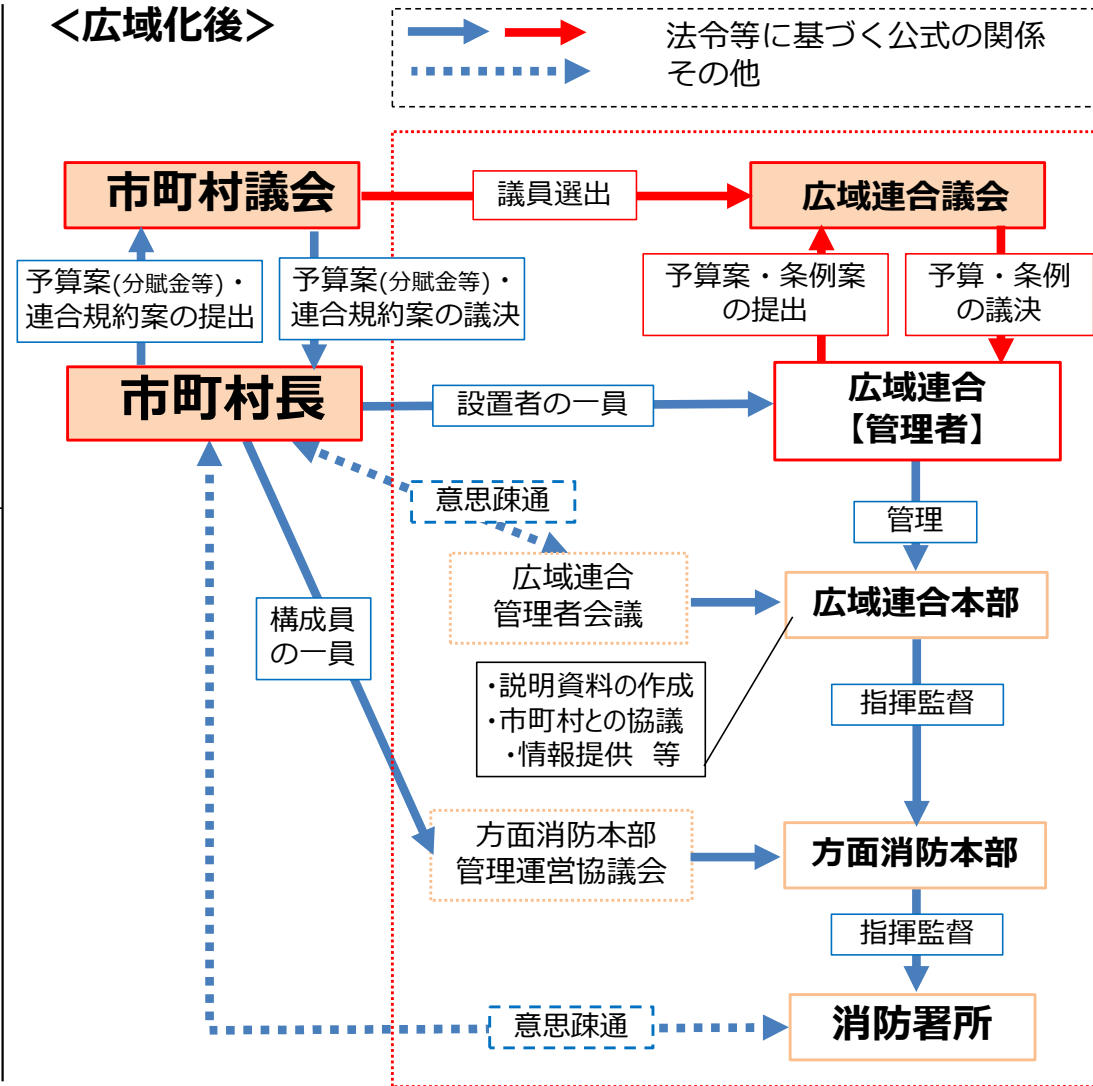 <広域化後>
法令等に基づく公式の関係
その他
市町村議会
議員選出
広域連合議会
予算案(分賦金等)・
連合規約案の提出
予算案(分賦金等)・
連合規約案の議決
予算案・条例案
の提出
予算・条例
の議決
市町村長
設置者の一員
広域連合
【管理者】
意思疎通
管理
広域連合
管理者会議
広域連合本部
構成員
の一員
・説明資料の作成
・市町村との協議
・情報提供 等
指揮監督
方面消防本部
管理運営協議会
方面消防本部
指揮監督
意思疎通
消防署所